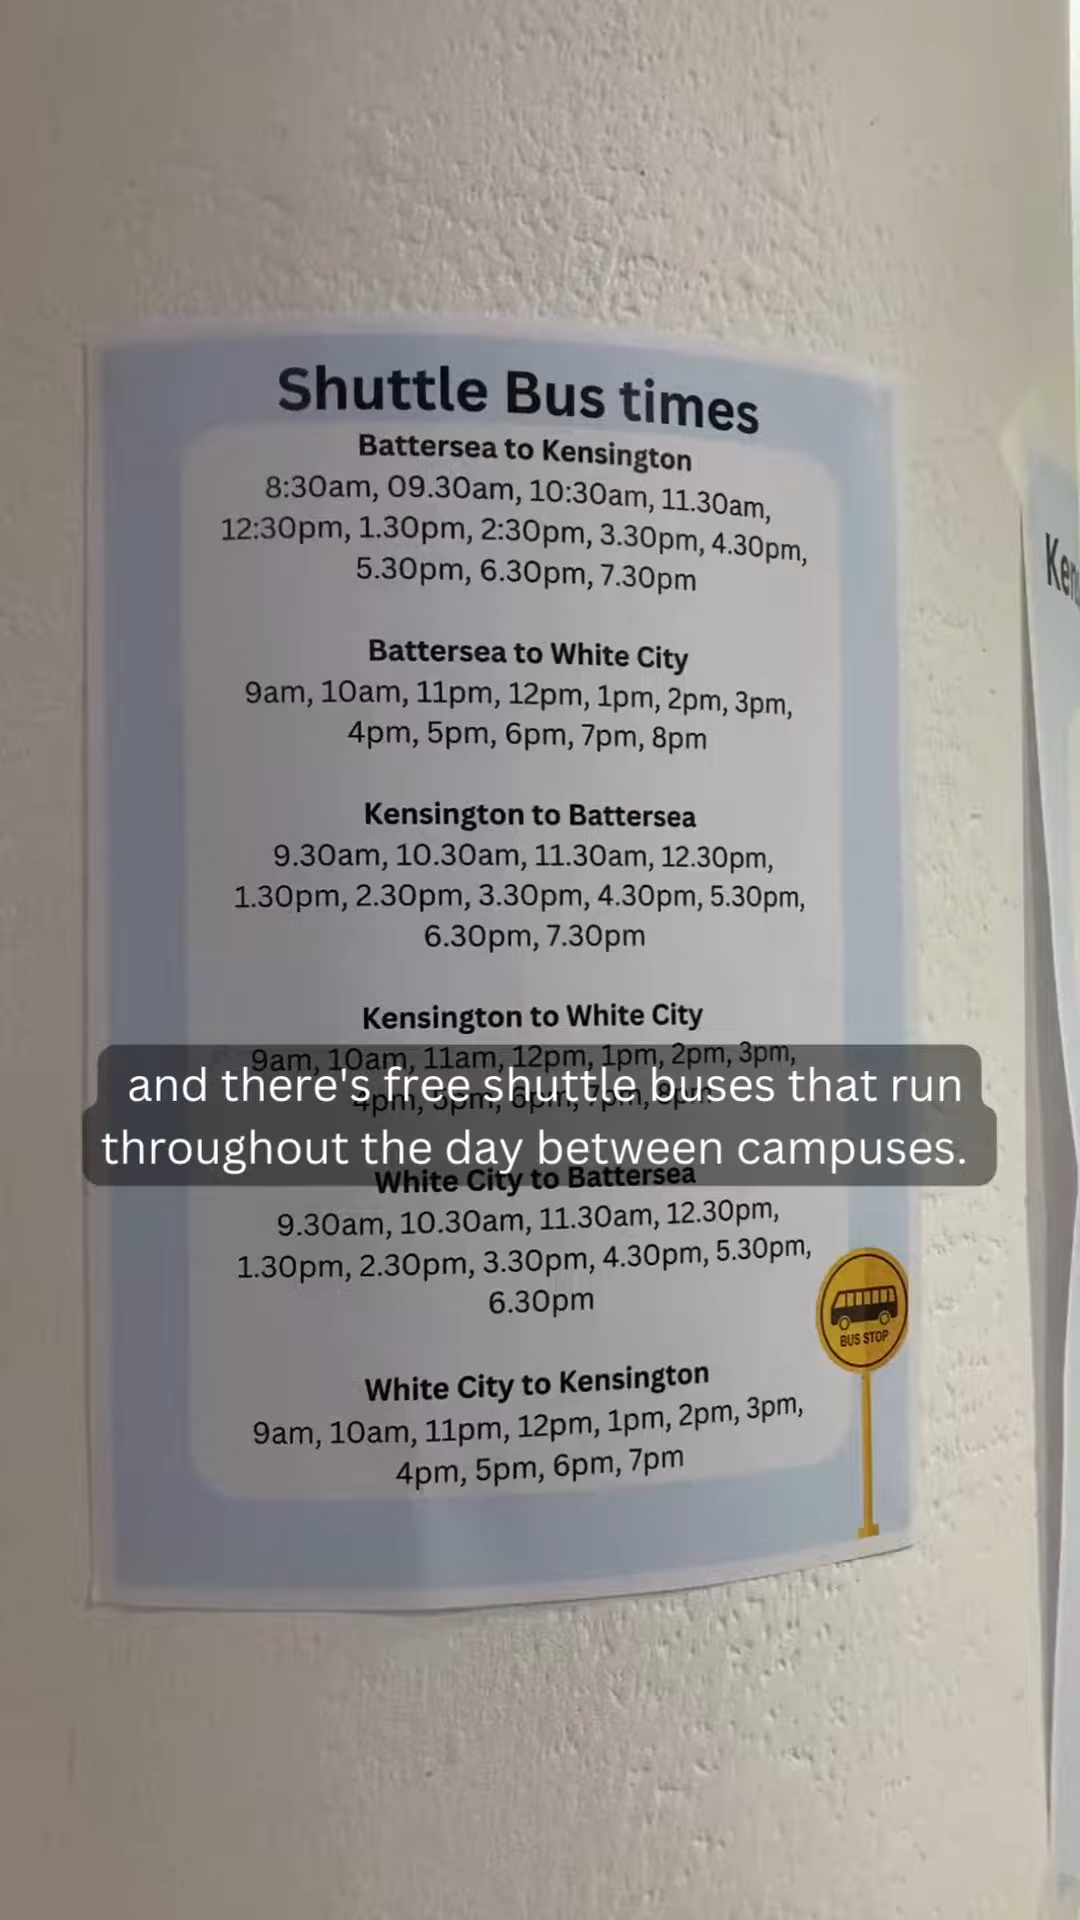 Shuttle Bus times
Battersea to Kensington
8:30am, 09.30am, 10:30am, 11.30am,
12:30pm, 1.30pm, 2:30pm, 3.30pm, 4.30pm,
5.30pm, 6.30pm, 7.30pm
Battersea to White City
9am, 10am, 11pm, 12pm, 1pm, 2pm, 3pm,
4pm, 5pm, 6pm, 7pm, 8pm
Kensington to Battersea
9.30am, 10.30am, 11.30am, 12.30pm,
1.30pm, 2.30pm, 3.30pm, 4.30pm, 5.30pm,
6.30pm, 7.30pm
Kensington to White City
9am, 10am, 11am, 12pm, 1pm, 2pm, 3pm,
4pm, 5pm, 6pm, 7pm, 8pm
and there's free shuttle buses that run
throughout the day between campuses.
White City to Battersea
9.30am, 10.30am, 11.30am, 12.30pm,
1.30pm, 2.30pm, 3.30pm, 4.30pm, 5.30pm,
6.30pm
BUS STOP
White City to Kensington
9am, 10am, 11pm, 12pm, 1pm, 2pm, 3pm,
4pm, 5pm, 6pm, 7pm